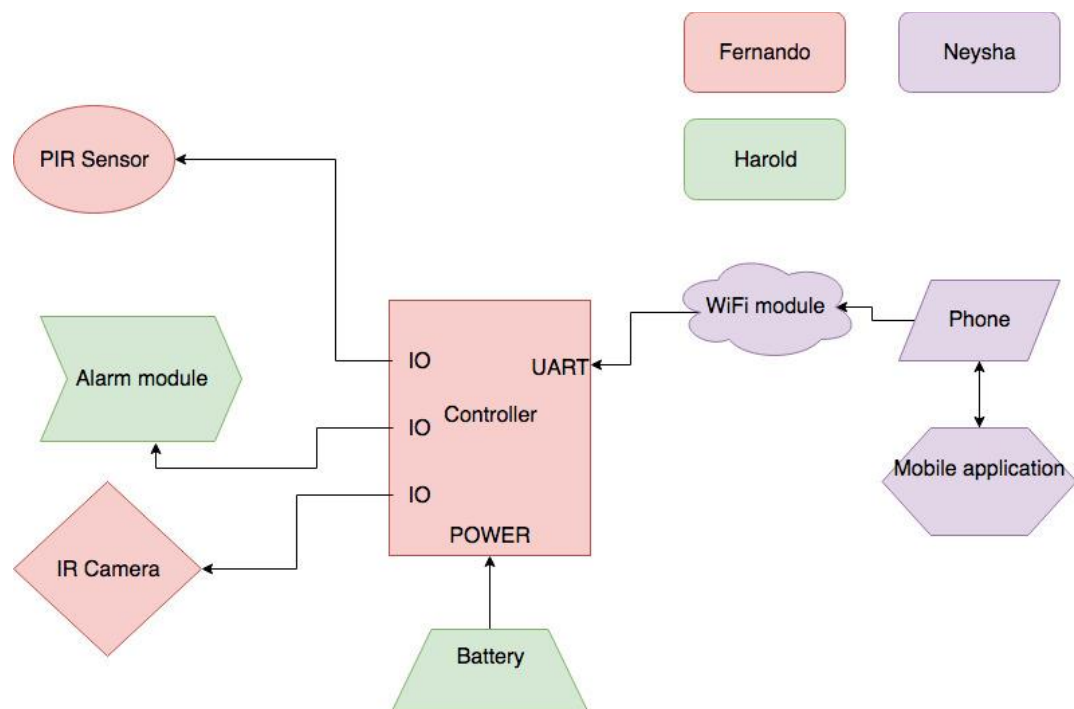 Fernando
Neysha
PIR Sensor
Harold
WiFi module
Phone
IO
UART
Alarm module
Controller
IO
Mobile application
IO
POWER
IR Camera
Battery